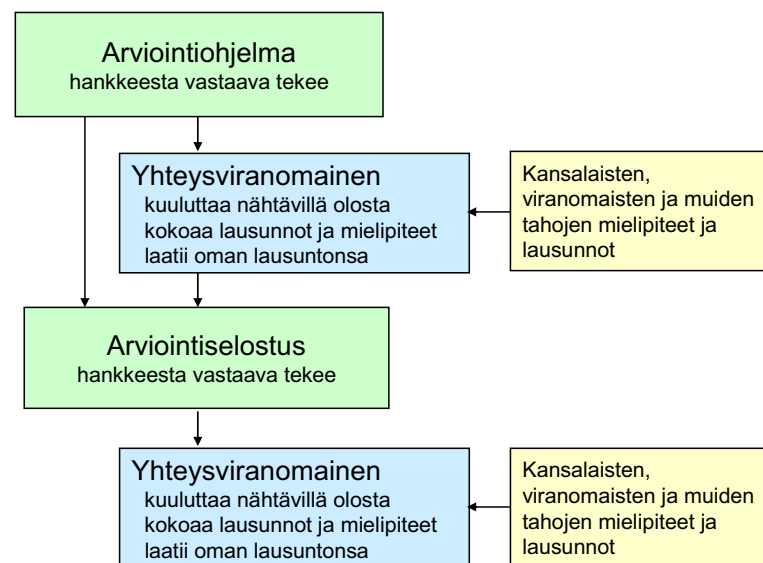 Arviointiohjelma
hankkeesta vastaava tekee
Yhteysviranomainen
kuuluttaa nähtävillä olosta
kokoaa lausunnot ja mielipiteet
laatii oman lausuntonsa
Kansalaisten,
viranomaisten ja muiden
tahojen mielipiteet ja
lausunnot
Arviointiselostus
hankkeesta vastaava tekee
Yhteysviranomainen
kuuluttaa nähtävillä olosta
kokoaa lausunnot ja mielipiteet
laatii oman lausuntonsa
Kansalaisten,
viranomaisten ja muiden
tahojen mielipiteet ja
lausunnot